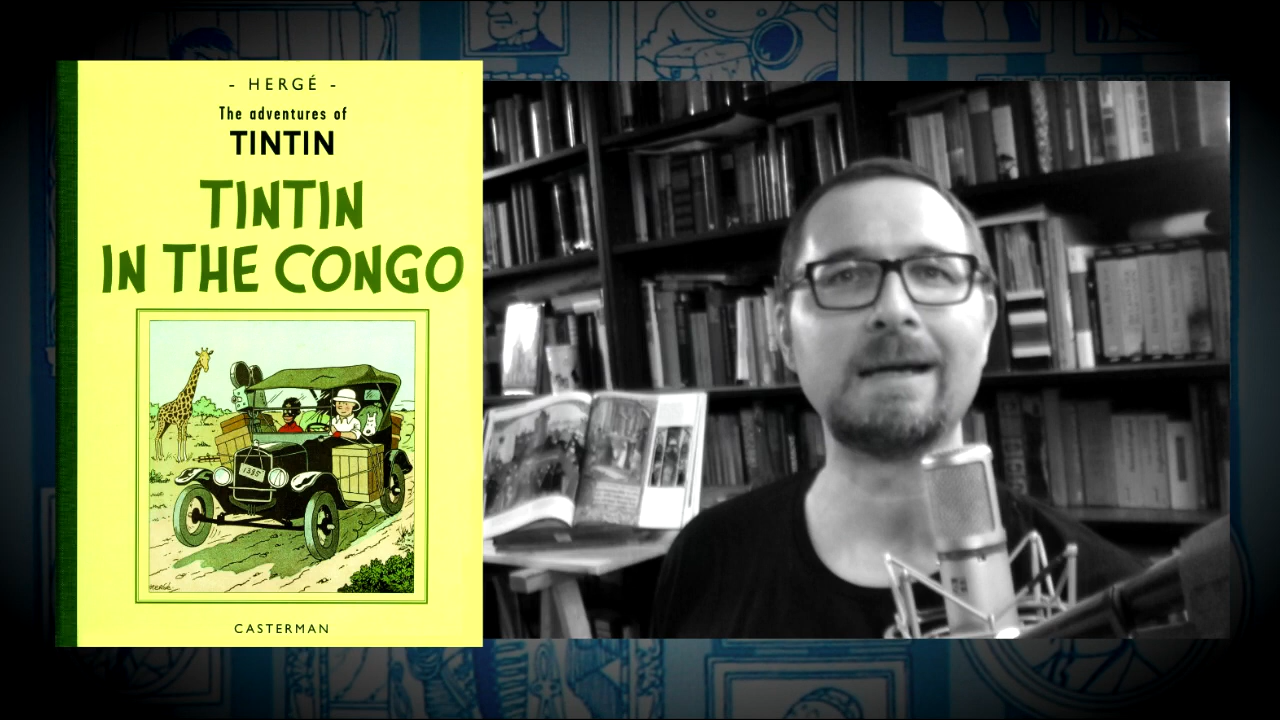 - HERGÉ -
The adventures of
TINTIN
TINTIN
IN THE CONGO
1385
HERGÉ
CASTERMAN